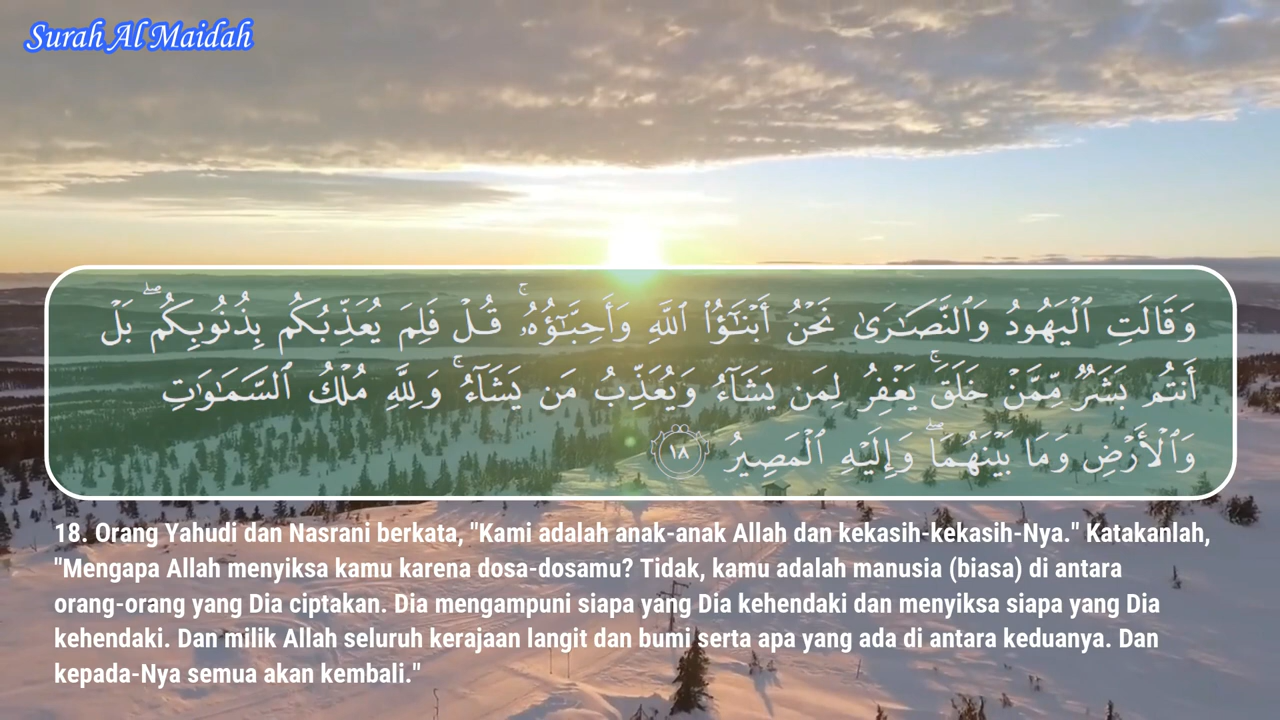 Surah Al Maidah
وَقَالَتِ ٱلْيَهُودُ وَٱلنَّصَـٰرَىٰ نَحْنُ أَبْنَـٰٓؤُا۟ ٱللَّهِ وَأَحِبَّـٰٓؤُهُۥ ۚ قُلْ فَلِمَ يُعَذِّبُكُم بِذُنُوبِكُم ۖ بَلْ
أَنتُم بَشَرٌ مِّمَّنْ خَلَقَ ۚ يَغْفِرُ لِمَن يَشَآءُ وَيُعَذِّبُ مَن يَشَآءُ ۚ وَلِلَّهِ مُلْكُ ٱلسَّمَـٰوَٰتِ
وَٱلْأَرْضِ وَمَا بَيْنَهُمَا ۖ وَإِلَيْهِ ٱلْمَصِيرُ ١٨
18. Orang Yahudi dan Nasrani berkata, "Kami adalah anak-anak Allah dan kekasih-kekasih-Nya." Katakanlah,
"Mengapa Allah menyiksa kamu karena dosa-dosamu? Tidak, kamu adalah manusia (biasa) di antara
orang-orang yang Dia ciptakan. Dia mengampuni siapa yang Dia kehendaki dan menyiksa siapa yang Dia
kehendaki. Dan milik Allah seluruh kerajaan langit dan bumi serta apa yang ada di antara keduanya. Dan
kepada-Nya semua akan kembali."